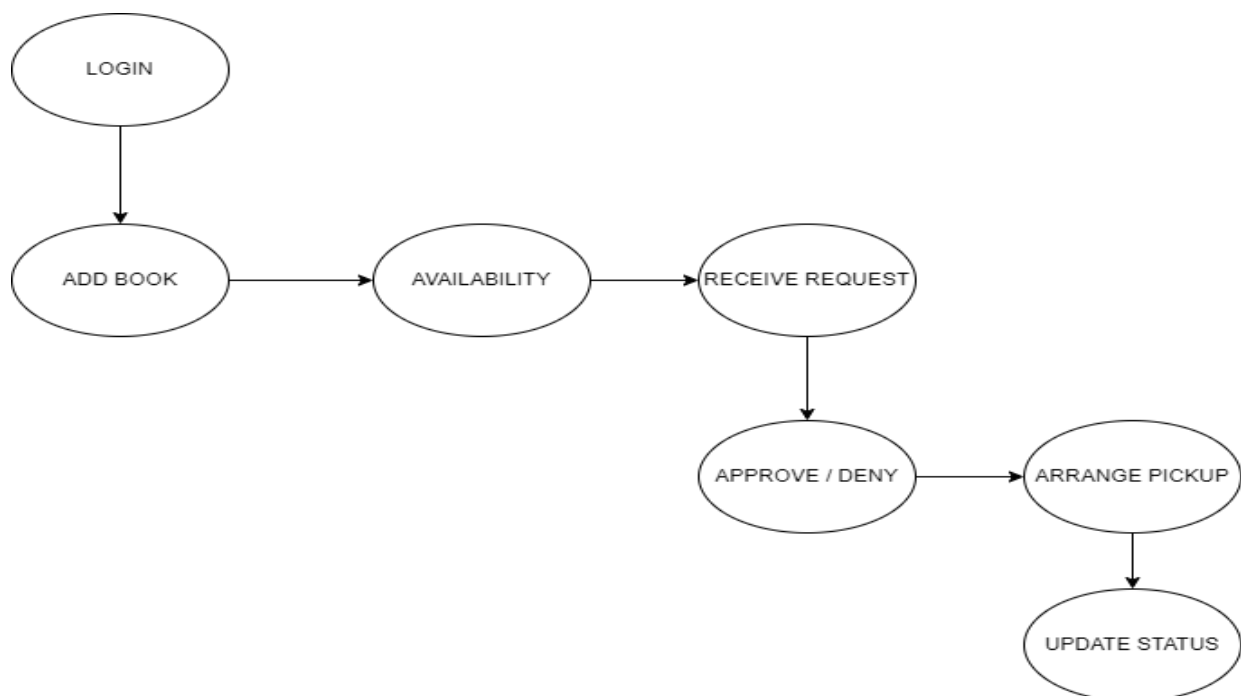 LOGIN
ADD BOOK
AVAILABILITY
RECEIVE REQUEST
APPROVE / DENY
ARRANGE PICKUP
UPDATE STATUS